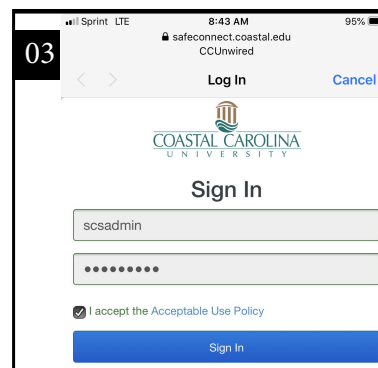 Sprint LTE 8:43 AM 95%
03
safeconnect.coastal.edu
CCUnwired
Log In Cancel
COASTAL CAROLINA
UNIVERSITY
Sign In
scsadmin
●●●●●●●●●
I accept the Acceptable Use Policy
Sign In